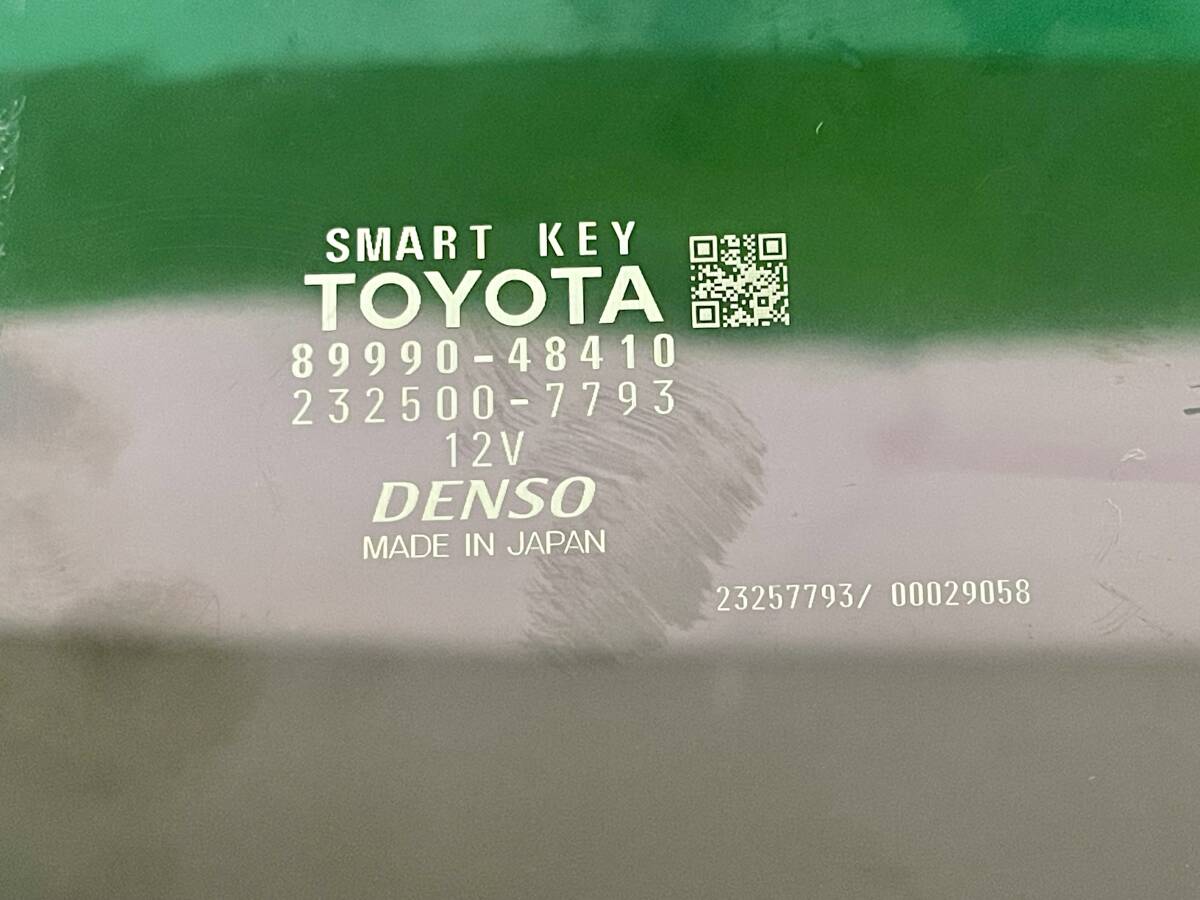 SMART KEY
TOYOTA
89990-48410
232500-7793
12V
DENSO
MADE IN JAPAN
23257793/ 00029058